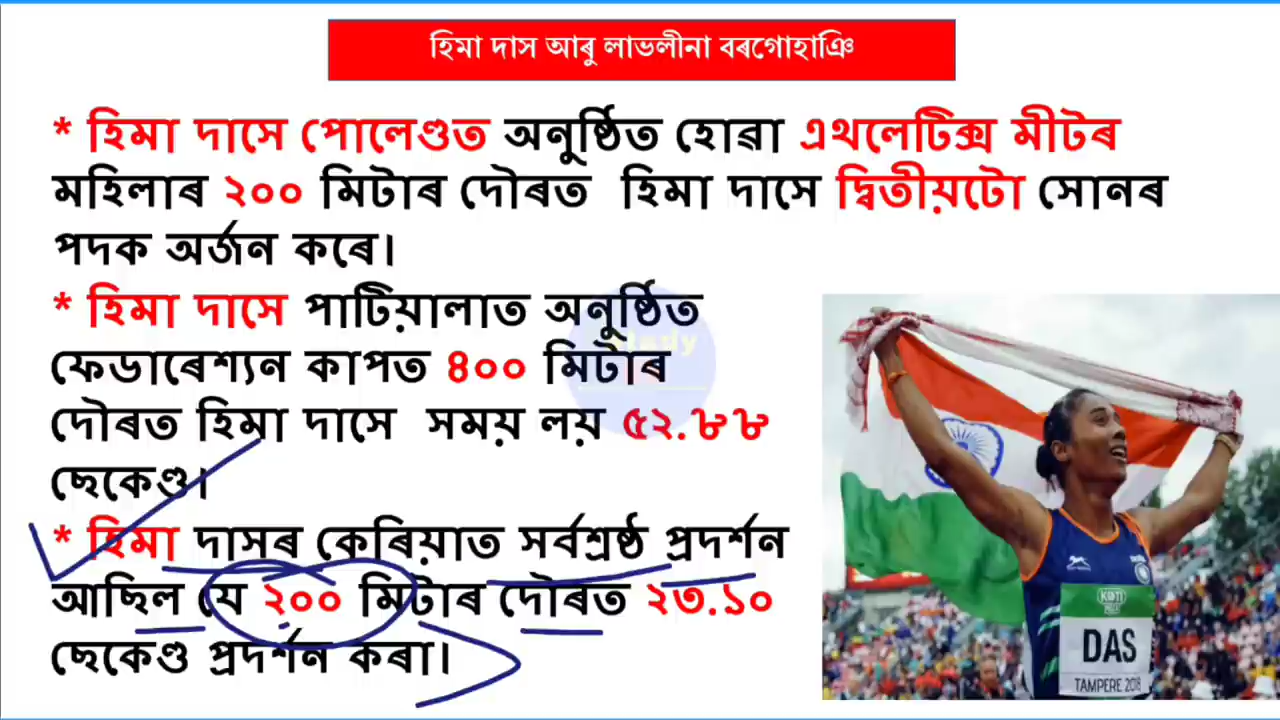 হিমা দাস আৰু লাভলীনা বৰগোহাঞি
* হিমা দাসে পোলেণ্ডত অনুষ্ঠিত হোৱা এথলেটিক্স মীটৰ
মহিলাৰ ২০০ মিটাৰ দৌৰত হিমা দাসে দ্বিতীয়টো সোনৰ
পদক অৰ্জন কৰে।
* হিমা দাসে পাটিয়ালাত অনুষ্ঠিত
ফেডাৰেশ্যন কাপত ৪০০ মিটাৰ
দৌৰত হিমা দাসে সময় লয় ৫২.৮৮
ছেকেণ্ড।
* হিমা দাসৰ কেৰিয়াত সৰ্বশ্ৰষ্ঠ প্ৰদৰ্শন
আছিল যে ২০০ মিটাৰ দৌৰত ২৩.১০
ছেকেণ্ড প্ৰদৰ্শন কৰা।
DAS
TAMPERE 2018